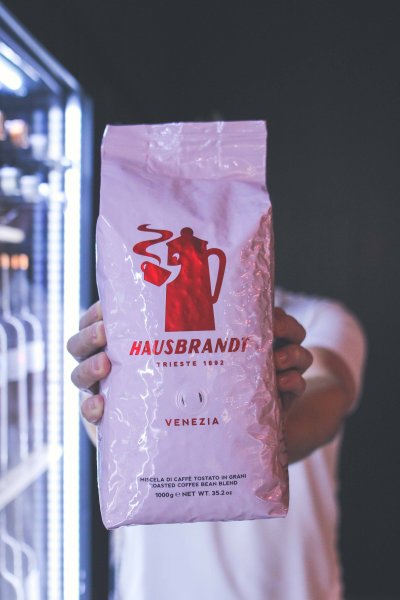 HAUSBRANDT
TRIESTE 1892
VENEZIA
MISCELA DI CAFFÈ TOSTATO IN GRANI
ROASTED COFFEE BEAN BLEND
1000g e NET WT. 35.2 oz